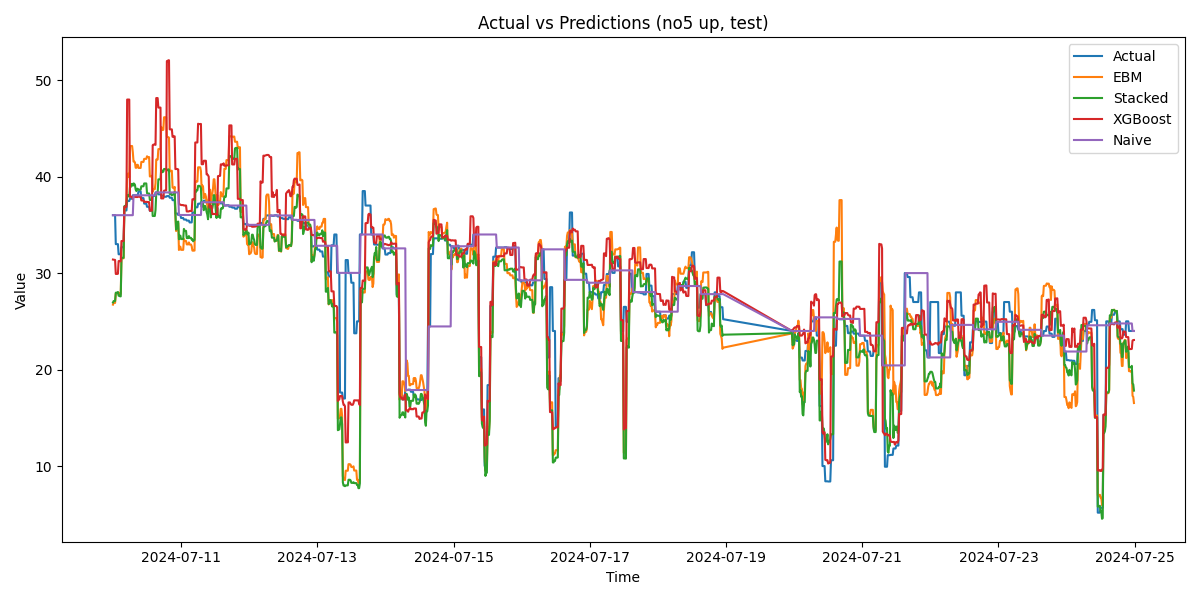 Actual vs Predictions (no5 up, test)
Actual
EBM
Stacked
XGBoost
Naive
Value
50
40
30
20
10
2024-07-11
2024-07-13
2024-07-15
2024-07-17
2024-07-19
2024-07-21
2024-07-23
2024-07-25
Time